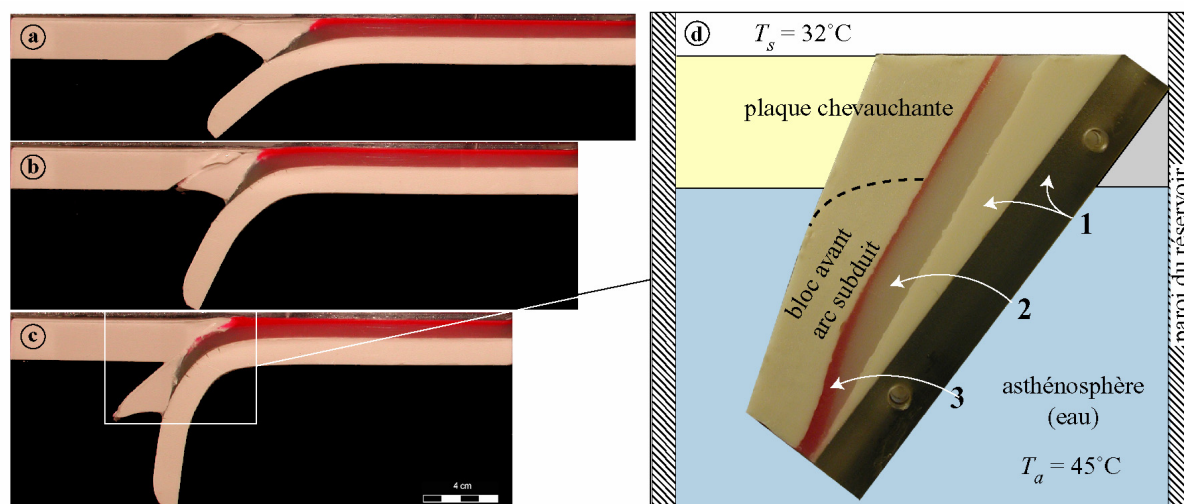 a
b
c
4 cm
d
Ts = 32°C
plaque chevauchante
bloc avant
arc subduit
1
2
3
asthénosphère
(eau)
Ta = 45°C
paroi du réservoir